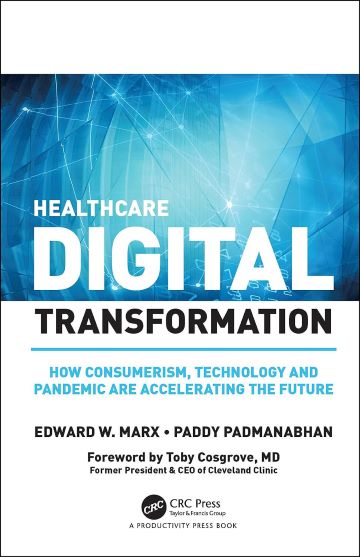 HEALTHCARE
DIGITAL
TRANSFORMATION
HOW CONSUMERISM, TECHNOLOGY AND
PANDEMIC ARE ACCELERATING THE FUTURE
EDWARD W. MARX • PADDY PADMANABHAN
Foreword by Toby Cosgrove, MD
Former President & CEO of Cleveland Clinic
CRC CRC Press
Taylor & Francis Group
A PRODUCTIVITY PRESS BOOK